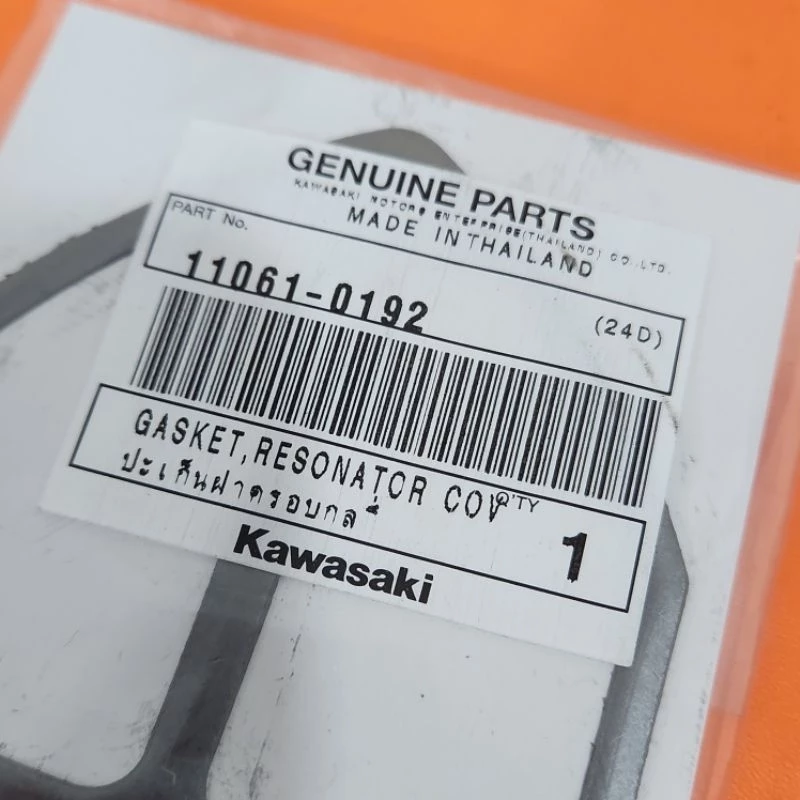 GENUINE PARTS
KAWASAKI MOTORS ENTERPRISE(THAILAND) CO.,LTD.
MADE IN THAILAND
PART No.
11061-0192
(24D)
GASKET,RESONATOR COV
Q'TY
ปะเก็นฝาครอบกล
1
Kawasaki